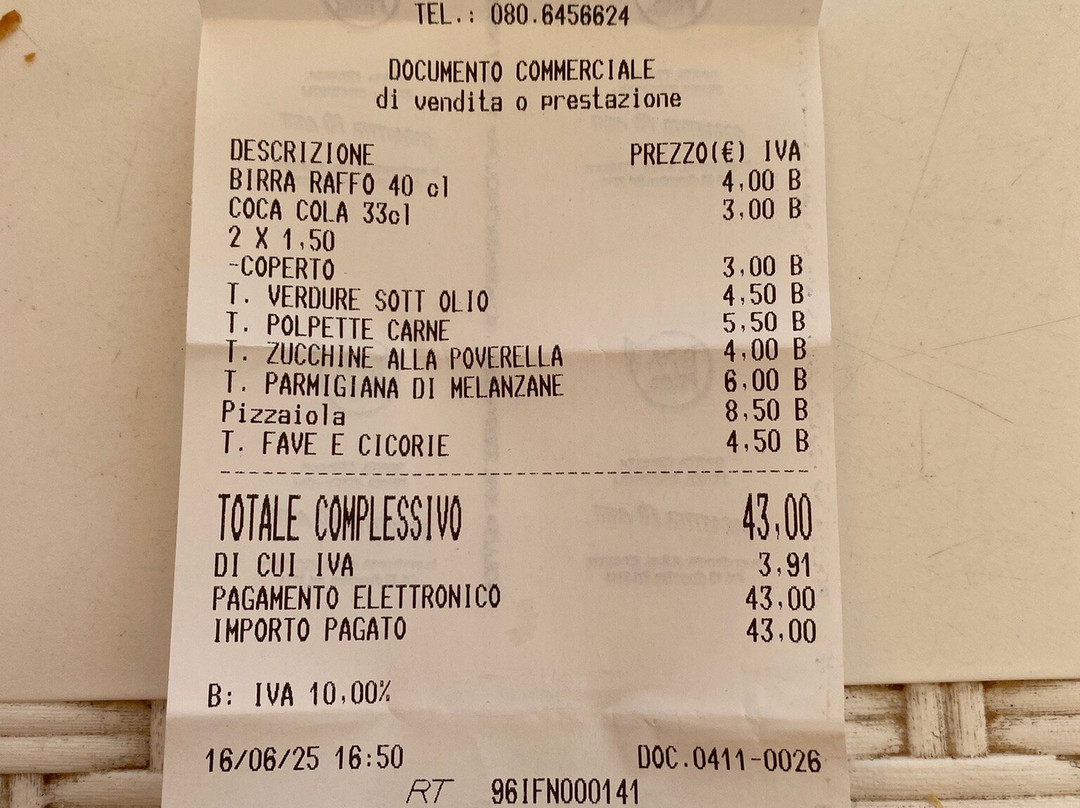 TEL.: 080.6456624
DOCUMENTO COMMERCIALE
di vendita o prestazione
DESCRIZIONE PREZZO(€) IVA
BIRRA RAFFO 40 cl 4,00 B
COCA COLA 33cl 3,00 B
2 X 1,50
-COPERTO 3,00 B
T. VERDURE SOTT OLIO 4,50 B
T. POLPETTE CARNE 5,50 B
T. ZUCCHINE ALLA POVERELLA 4,00 B
T. PARMIGIANA DI MELANZANE 6,00 B
Pizzaiola 8,50 B
T. FAVE E CICORIE 4,50 B
TOTALE COMPLESSIVO 43,00
DI CUI IVA 3,91
PAGAMENTO ELETTRONICO 43,00
IMPORTO PAGATO 43,00
B: IVA 10,00%
16/06/25 16:50 DOC.0411-0026
RT 96IFN000141